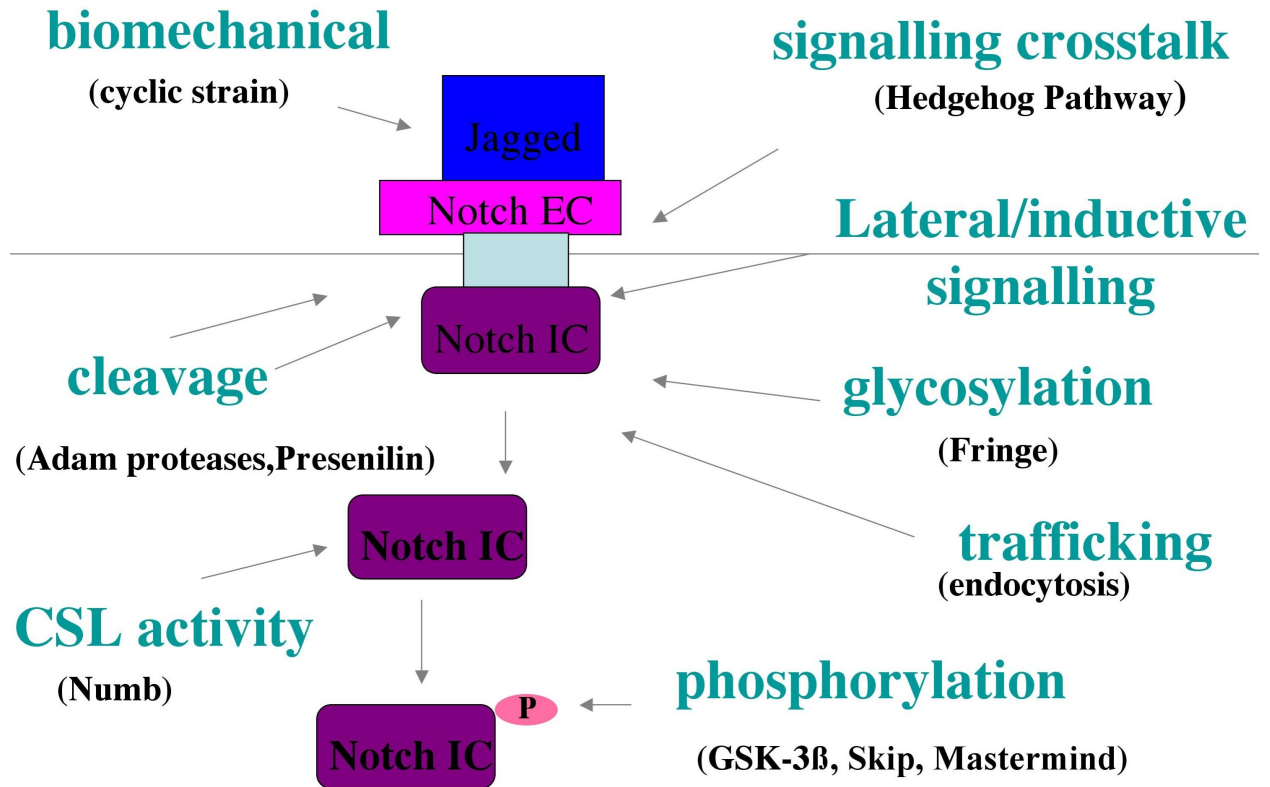 biomechanical
(cyclic strain)
signalling crosstalk
(Hedgehog Pathway)
Jagged
Notch EC
Lateral/inductive
signalling
Notch IC
cleavage
(Adam proteases,Presenilin)
glycosylation
(Fringe)
Notch IC
trafficking
(endocytosis)
CSL activity
(Numb)
phosphorylation
(GSK-3ß, Skip, Mastermind)
P
Notch IC